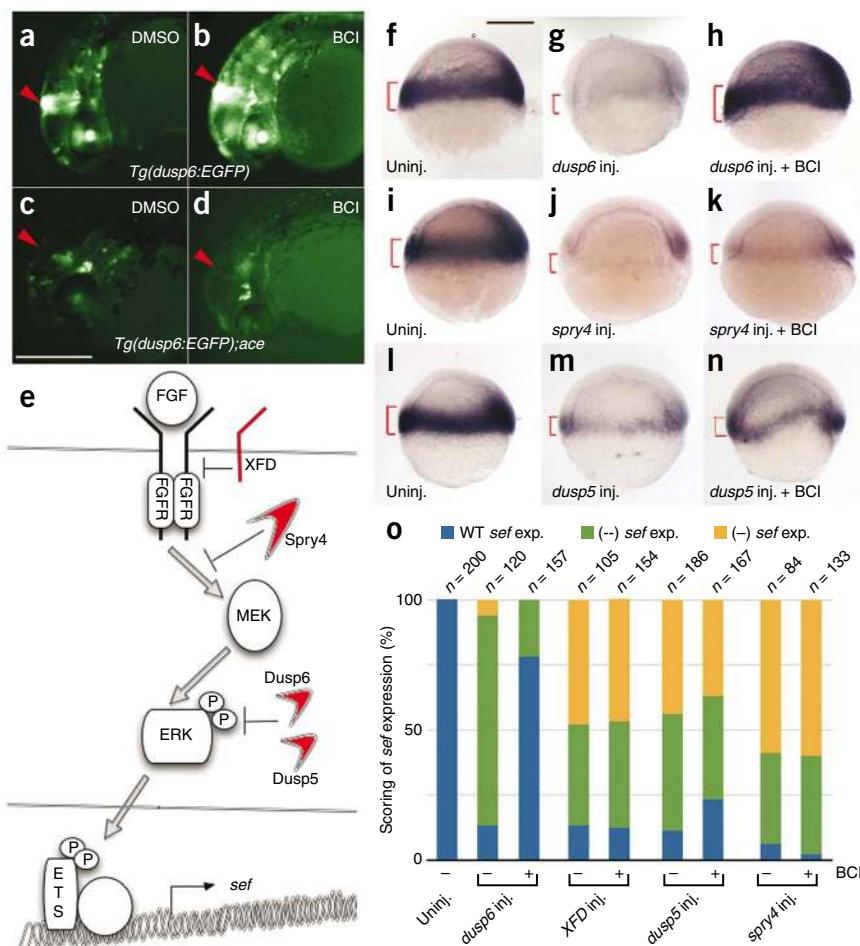 a
DMSO
b
BCI
Tg(dusp6:EGFP)
c
DMSO
d
BCI
Tg(dusp6:EGFP);ace
e
FGF
XFD
FGFR
FGFR
Spry4
MEK
Dusp6
P
P
ERK
Dusp5
P
P
ETS
sef
f
Uninj.
g
dusp6 inj.
h
dusp6 inj. + BCI
i
Uninj.
j
spry4 inj.
k
spry4 inj. + BCI
l
Uninj.
m
dusp5 inj.
n
dusp5 inj. + BCI
o
WT sef exp.
(--) sef exp.
(–) sef exp.
n = 200
n = 120
n = 157
n = 105
n = 154
n = 186
n = 167
n = 84
n = 133
Scoring of sef expression (%)
100
50
0
– – + – + – + – + BCI
Uninj.
dusp6 inj.
XFD inj.
dusp5 inj.
spry4 inj.